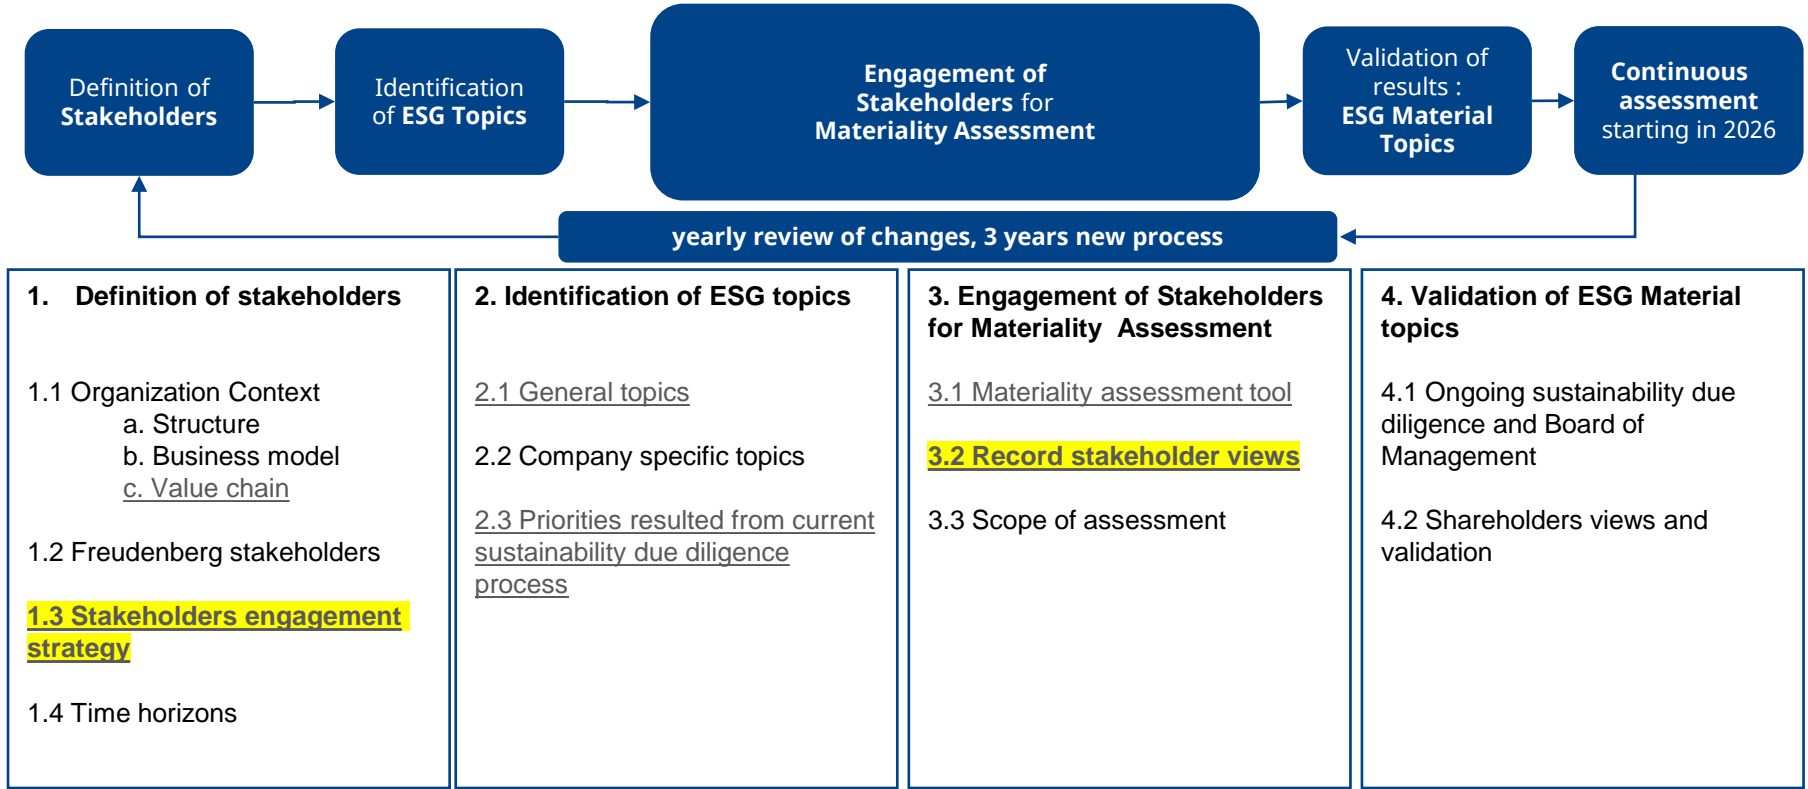 Definition of
Stakeholders
Identification
of ESG Topics
Engagement of
Stakeholders for
Materiality Assessment
Validation of
results :
ESG Material
Topics
Continuous
assessment
starting in 2026
yearly review of changes, 3 years new process
1. Definition of stakeholders
1.1 Organization Context
a. Structure
b. Business model
c. Value chain
1.2 Freudenberg stakeholders
1.3 Stakeholders engagement
strategy
1.4 Time horizons
2. Identification of ESG topics
2.1 General topics
2.2 Company specific topics
2.3 Priorities resulted from current
sustainability due diligence
process
3. Engagement of Stakeholders
for Materiality Assessment
3.1 Materiality assessment tool
3.2 Record stakeholder views
3.3 Scope of assessment
4. Validation of ESG Material
topics
4.1 Ongoing sustainability due
diligence and Board of
Management
4.2 Shareholders views and
validation